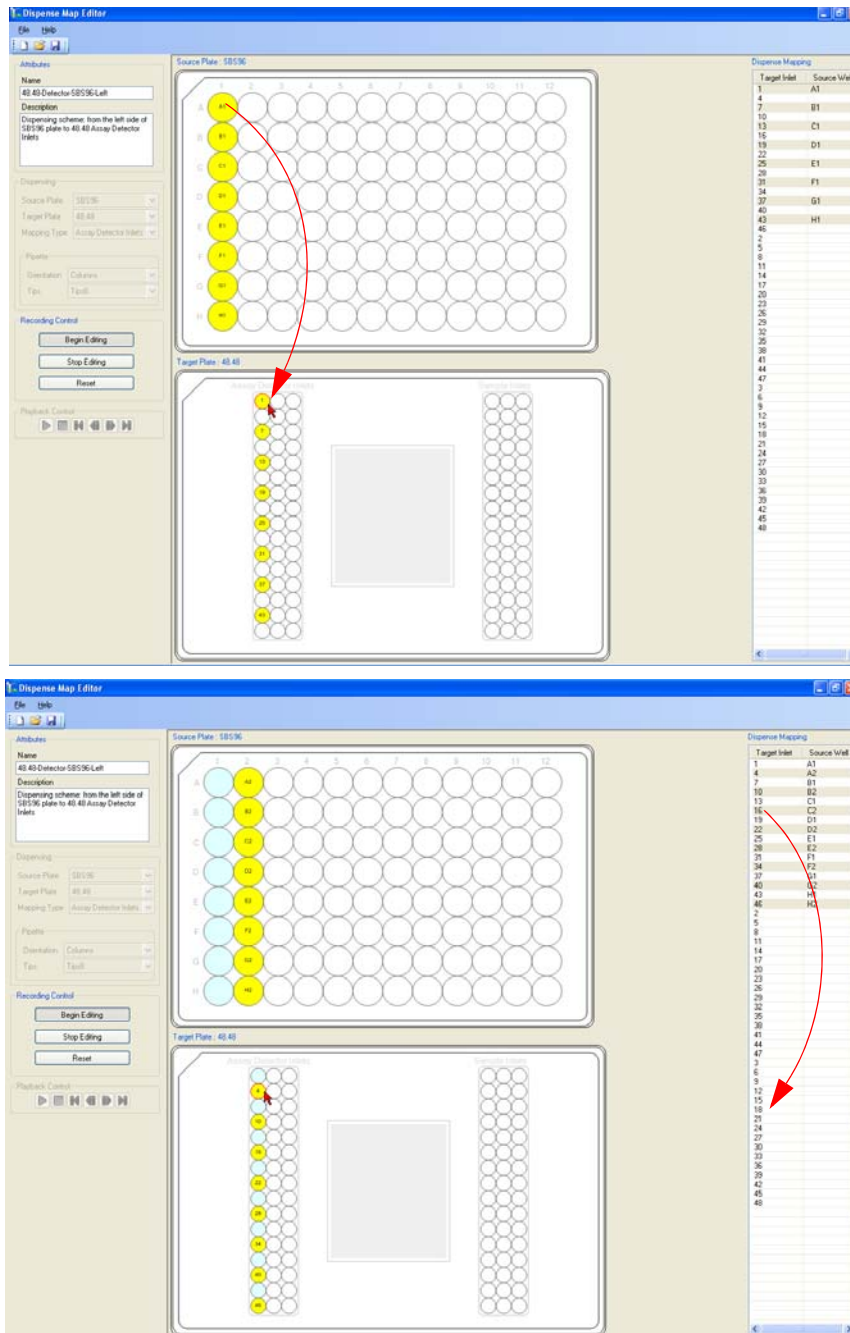 Dispense Map Editor
File Help
Attributes
Name
48.48-Detector-SBS96-Left
Description
Dispensing scheme: from the left side of
SBS96 plate to 48.48 Assay Detector
Inlets
Dispensing
Source Plate SBS96
Target Plate 48.48
Mapping Type Assay Detector Inlets
Pipette
Orientation Columns
Tips Tips8
Recording Control
Begin Editing
Stop Editing
Reset
Playback Control
Source Plate : SBS96
1 2 3 4 5 6 7 8 9 10 11 12
A A1
B B1
C C1
D D1
E E1
F F1
G G1
H H1
Target Plate : 48.48
Assay Detector Inlets Sample Inlets
1
7
13
19
25
31
37
43
Dispense Mapping
Target Inlet Source Well
1 A1
4
7 B1
10
13 C1
16
19 D1
22
25 E1
28
31 F1
34
37 G1
40
43 H1
46
2
5
8
11
14
17
20
23
26
29
32
35
38
41
44
47
3
6
9
12
15
18
21
24
27
30
33
36
39
42
45
48
Dispense Map Editor
File Help
Attributes
Name
48.48-Detector-SBS96-Left
Description
Dispensing scheme: from the left side of
SBS96 plate to 48.48 Assay Detector
Inlets
Dispensing
Source Plate SBS96
Target Plate 48.48
Mapping Type Assay Detector Inlets
Pipette
Orientation Columns
Tips Tips8
Recording Control
Begin Editing
Stop Editing
Reset
Playback Control
Source Plate : SBS96
1 2 3 4 5 6 7 8 9 10 11 12
A A2
B B2
C C2
D D2
E E2
F F2
G G2
H H2
Target Plate : 48.48
Assay Detector Inlets Sample Inlets
4
10
16
22
28
34
40
46
Dispense Mapping
Target Inlet Source Well
1 A1
4 A2
7 B1
10 B2
13 C1
16 C2
19 D1
22 D2
25 E1
28 E2
31 F1
34 F2
37 G1
40 G2
43 H1
46 H2
2
5
8
11
14
17
20
23
26
29
32
35
38
41
44
47
3
6
9
12
15
18
21
24
27
30
33
36
39
42
45
48